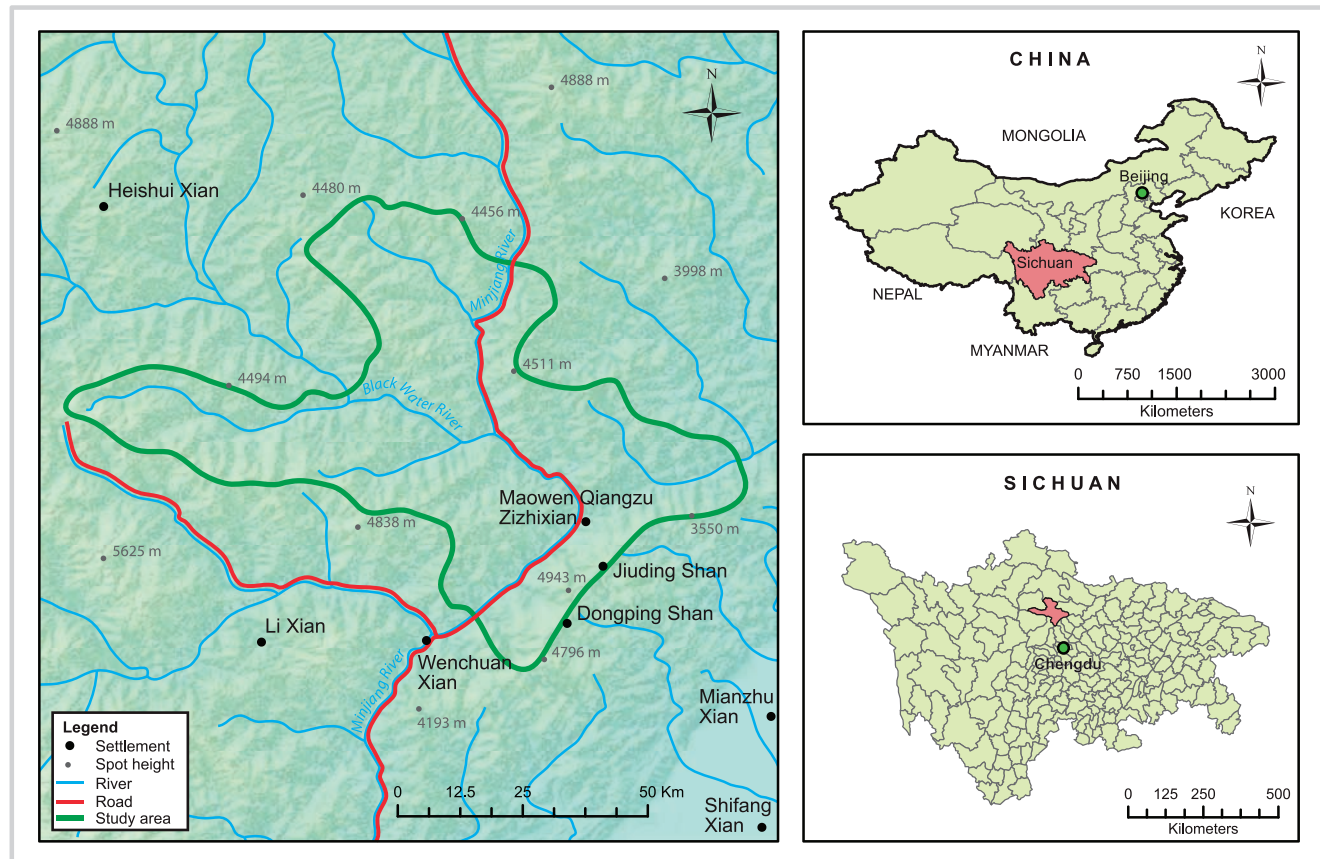 N
4888 m
4888 m
Heishui Xian
4480 m
4456 m
Minjiang River
3998 m
4511 m
4494 m
Black Water River
Maowen Qiangzu
Zizhixian
4838 m
3550 m
5625 m
Jiuding Shan
4943 m
Dongping Shan
Li Xian
Wenchuan
Xian
4796 m
Minjiang River
4193 m
Mianzhu
Xian
Shifang
Xian
Legend
Settlement
Spot height
River
Road
Study area
0 12.5 25 50 Km
CHINA
N
MONGOLIA
Beijing
KOREA
Sichuan
NEPAL
MYANMAR
0 750 1500 3000
Kilometers
SICHUAN
N
Chengdu
0 125 250 500
Kilometers